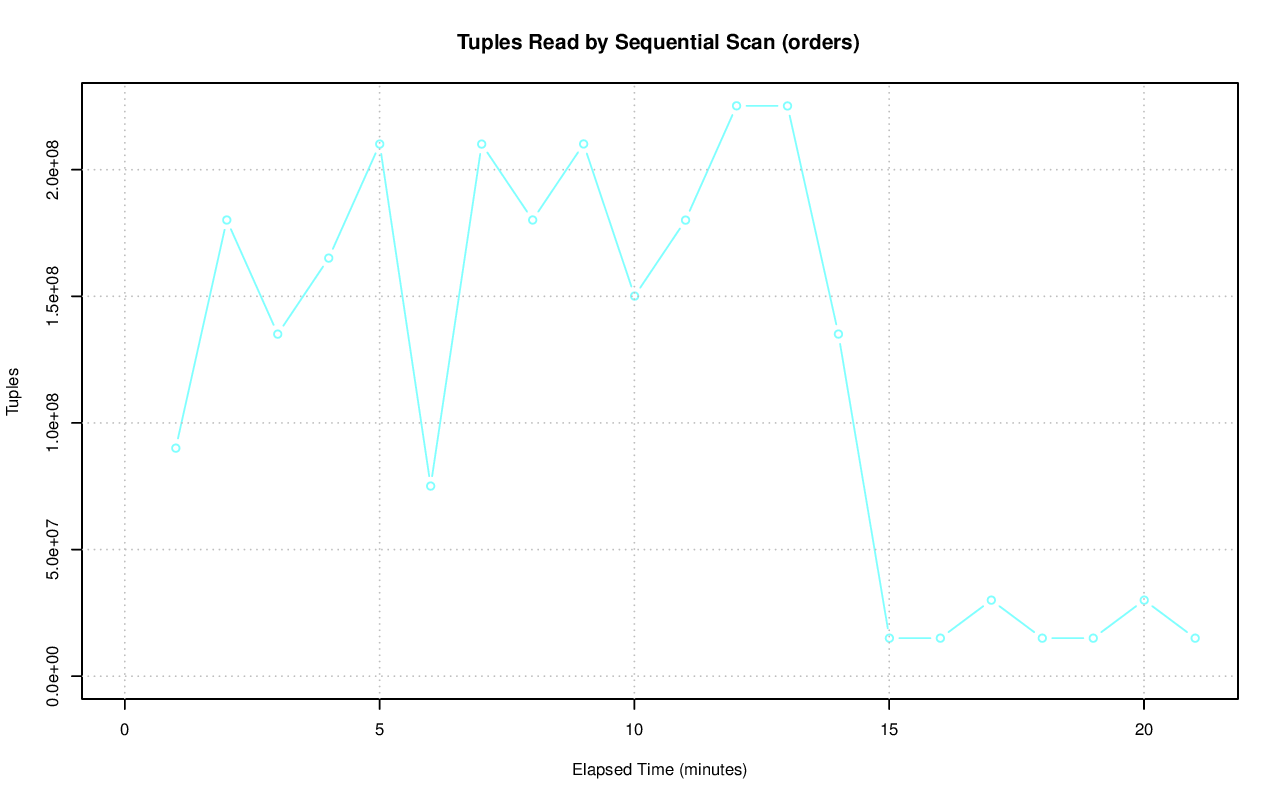 Tuples Read by Sequential Scan (orders)
Tuples
2.0e+08
1.5e+08
1.0e+08
5.0e+07
0.0e+00
0 5 10 15 20
Elapsed Time (minutes)